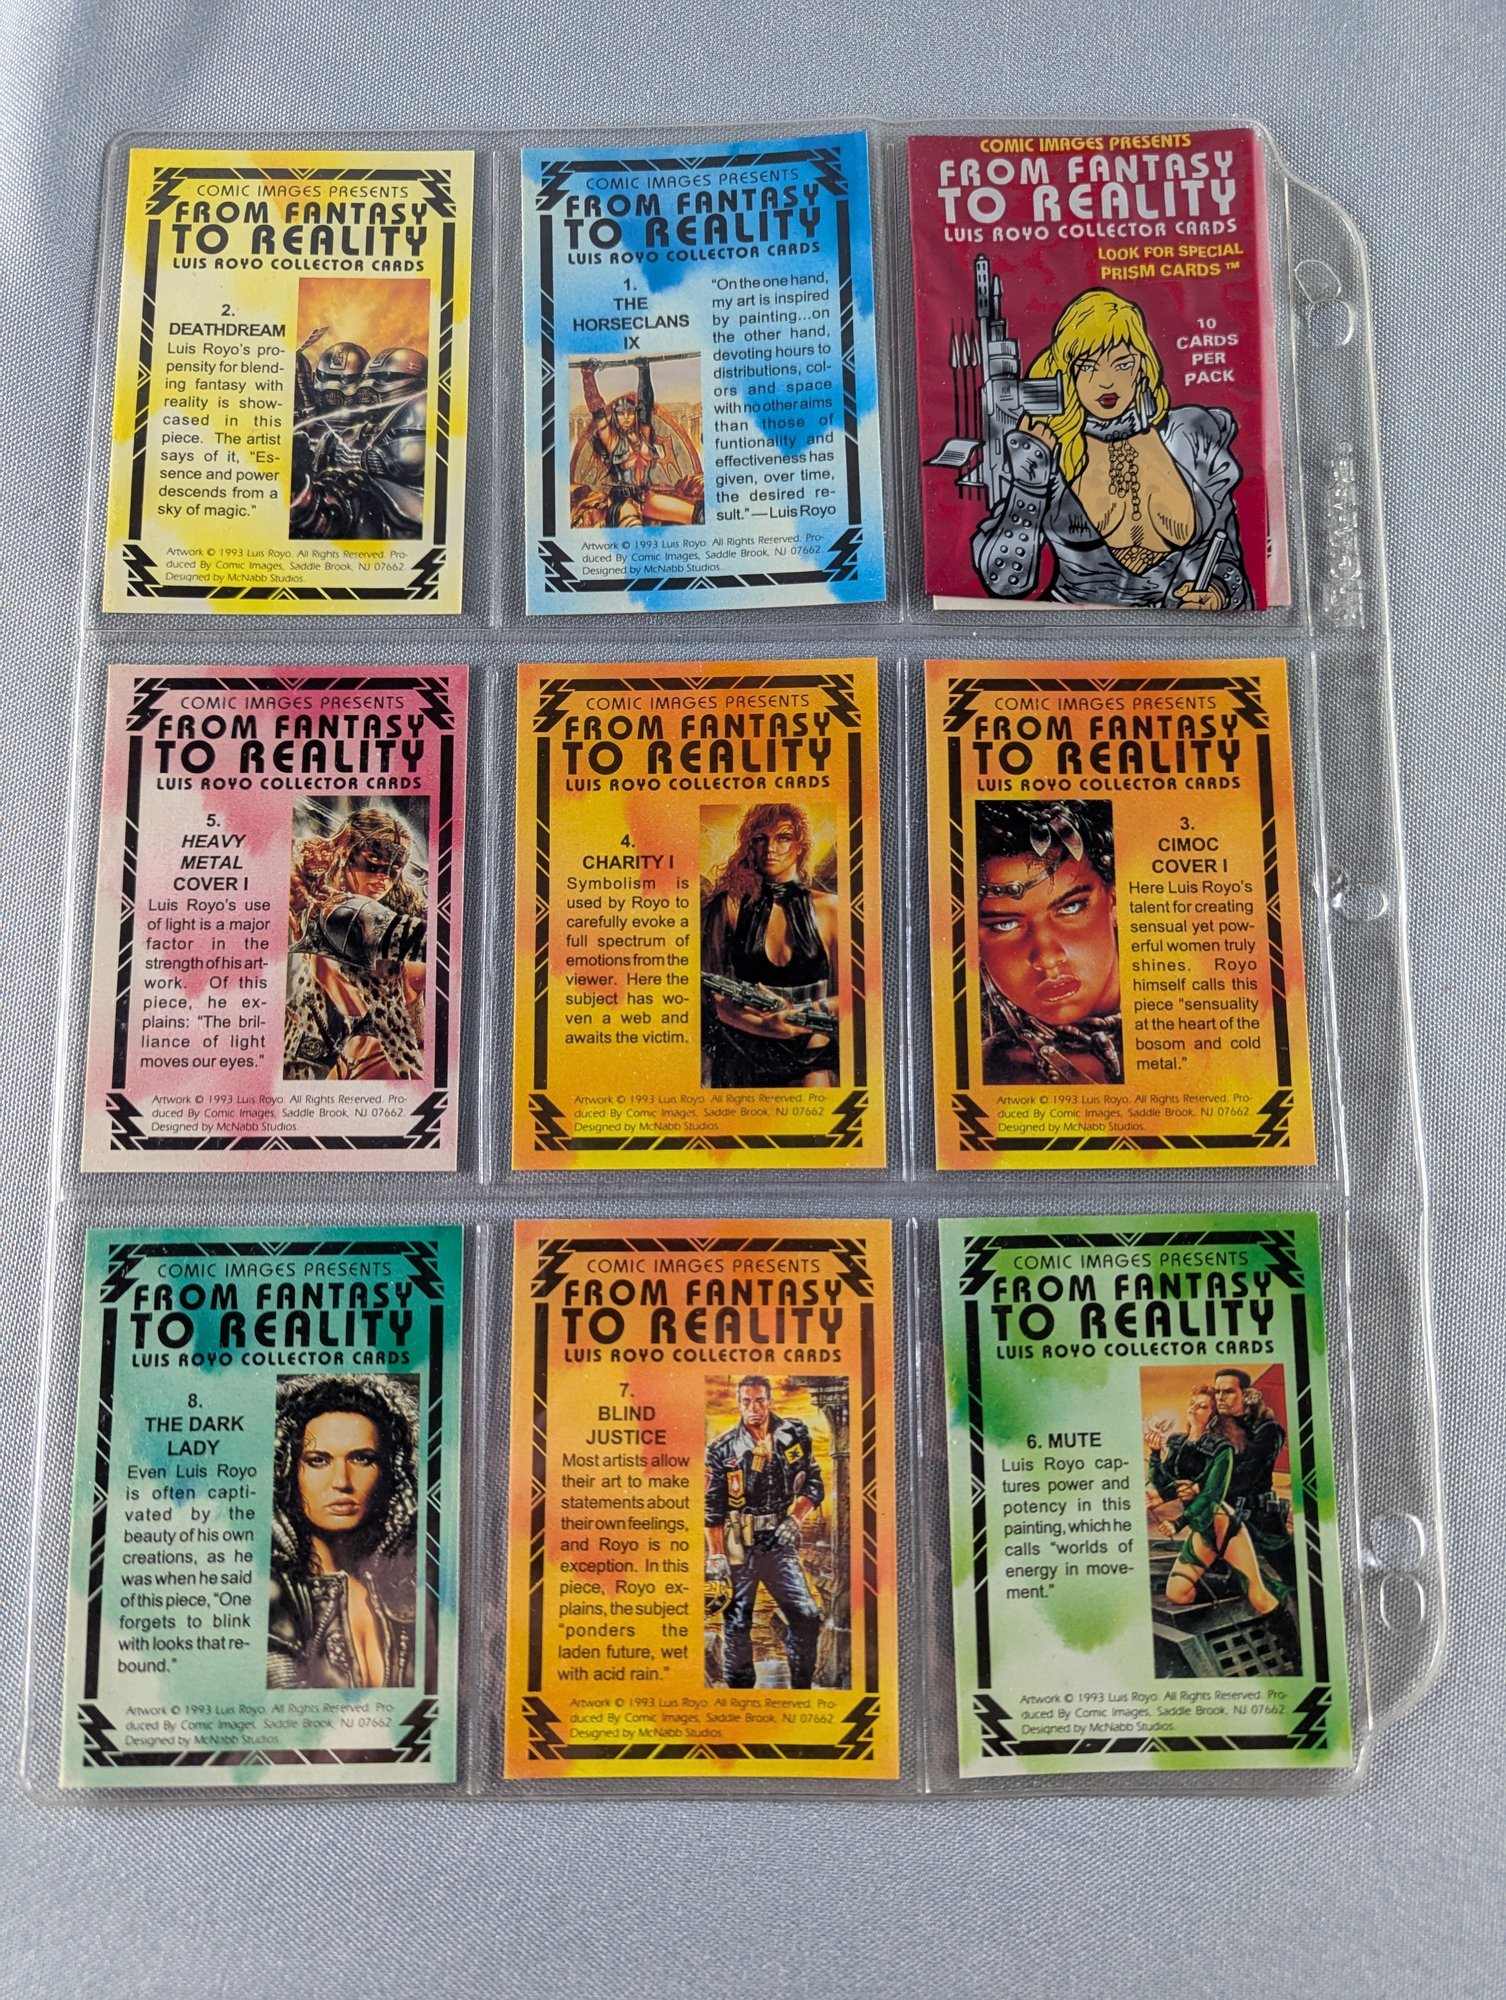 COMIC IMAGES PRESENTS
FROM FANTASY
TO REALITY
LUIS ROYO COLLECTOR CARDS
2.
DEATHDREAM
Luis Royo's pro-
pensity for blend-
ing fantasy with
reality is show-
cased in this
piece. The artist
says of it, "Es-
sence and power
descends from a
sky of magic."
Artwork © 1993 Luis Royo. All Rights Reserved. Pro-
duced By Comic Images, Saddle Brook, NJ 07662.
Designed by McNabb Studios.
COMIC IMAGES PRESENTS
FROM FANTASY
TO REALITY
LUIS ROYO COLLECTOR CARDS
1.
THE
HORSECLANS
IX
"On the one hand,
my art is inspired
by painting...on
the other hand,
devoting hours to
distributions, col-
ors and space
with no other aims
than those of
funtionality and
effectiveness has
given, over time,
the desired re-
sult."—Luis Royo
Artwork © 1993 Luis Royo. All Rights Reserved. Pro-
duced By Comic Images, Saddle Brook, NJ 07662.
Designed by McNabb Studios.
COMIC IMAGES PRESENTS
FROM FANTASY
TO REALITY
LUIS ROYO COLLECTOR CARDS
LOOK FOR SPECIAL
PRISM CARDS™
10
CARDS
PER
PACK
COMIC IMAGES PRESENTS
FROM FANTASY
TO REALITY
LUIS ROYO COLLECTOR CARDS
5.
HEAVY
METAL
COVER I
Luis Royo's use
of light is a major
factor in the
strength of his art-
work. Of this
piece, he ex-
plains: "The bril-
liance of light
moves our eyes."
Artwork © 1993 Luis Royo. All Rights Reserved. Pro-
duced By Comic Images, Saddle Brook, NJ 07662.
Designed by McNabb Studios.
COMIC IMAGES PRESENTS
FROM FANTASY
TO REALITY
LUIS ROYO COLLECTOR CARDS
4.
CHARITY I
Symbolism is
used by Royo to
carefully evoke a
full spectrum of
emotions from the
viewer. Here the
subject has wo-
ven a web and
awaits the victim.
Artwork © 1993 Luis Royo. All Rights Reserved. Pro-
duced By Comic Images, Saddle Brook, NJ 07662
Designed by McNabb Studios
COMIC IMAGES PRESENTS
FROM FANTASY
TO REALITY
LUIS ROYO COLLECTOR CARDS
3.
CIMOC
COVER I
Here Luis Royo's
talent for creating
sensual yet pow-
erful women truly
shines. Royo
himself calls this
piece "sensuality
at the heart of the
bosom and cold
metal."
Artwork © 1993 Luis Royo. All Rights Reserved. Pro-
duced By Comic Images, Saddle Brook, NJ 07662.
Designed by McNabb Studios.
COMIC IMAGES PRESENTS
FROM FANTASY
TO REALITY
LUIS ROYO COLLECTOR CARDS
8.
THE DARK
LADY
Even Luis Royo
is often capti-
vated by the
beauty of his own
creations, as he
was when he said
of this piece, "One
forgets to blink
with looks that re-
bound."
Artwork © 1993 Luis Royo. All Rights Reserved. Pro-
duced By Comic Images, Saddle Brook, NJ 07662
Designed by McNabb Studios.
COMIC IMAGES PRESENTS
FROM FANTASY
TO REALITY
LUIS ROYO COLLECTOR CARDS
7.
BLIND
JUSTICE
Most artists allow
their art to make
statements about
their own feelings,
and Royo is no
exception. In this
piece, Royo ex-
plains, the subject
"ponders the
laden future, wet
with acid rain."
Artwork © 1993 Luis Royo. All Rights Reserved. Pro-
duced By Comic Images, Saddle Brook, NJ 07662
Designed by McNabb Studios.
COMIC IMAGES PRESENTS
FROM FANTASY
TO REALITY
LUIS ROYO COLLECTOR CARDS
6. MUTE
Luis Royo cap-
tures power and
potency in this
painting, which he
calls "worlds of
energy in move-
ment."
Artwork © 1993 Luis Royo. All Rights Reserved. Pro-
duced By Comic Images, Saddle Brook, NJ 07662.
Designed by McNabb Studios.